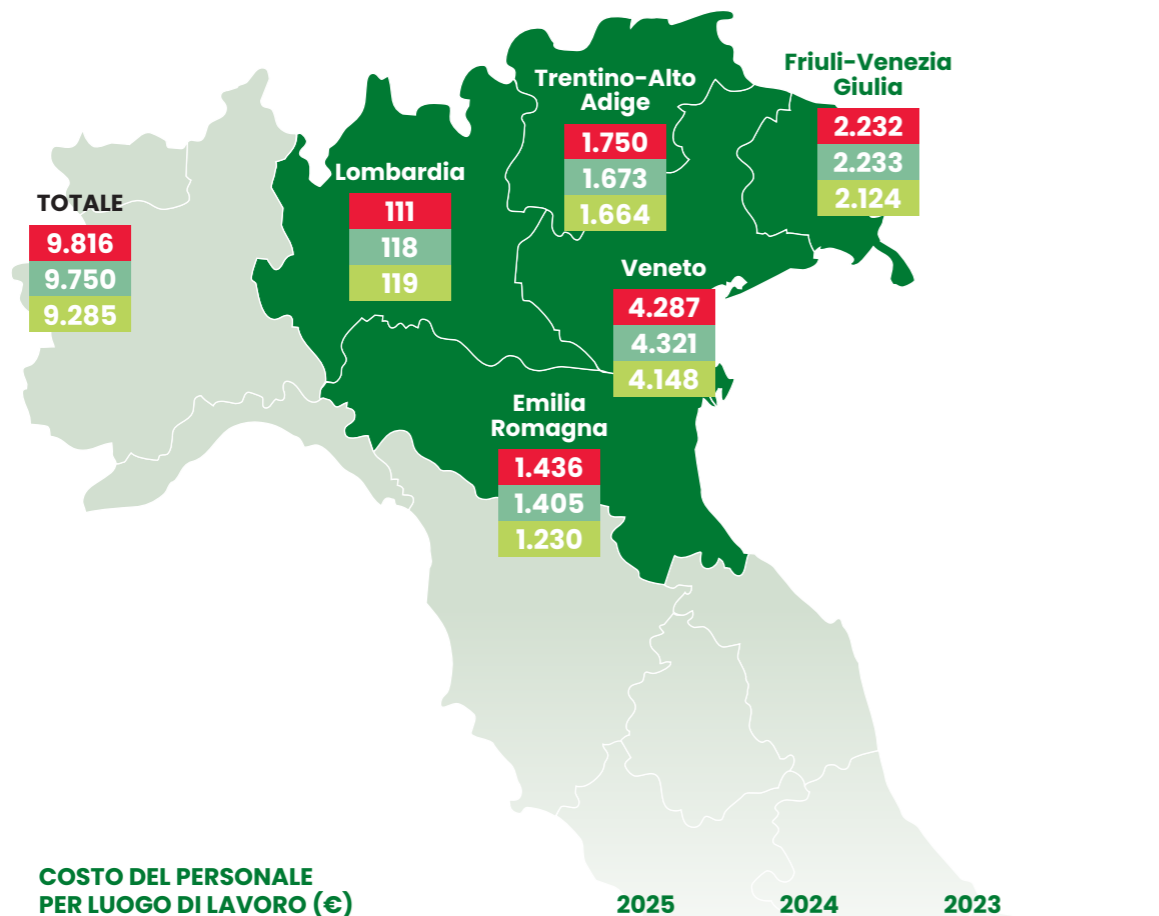 Friuli-Venezia
Giulia
2.232
2.233
2.124
Trentino-Alto
Adige
1.750
1.673
1.664
Lombardia
111
118
119
TOTALE
9.816
9.750
9.285
Veneto
4.287
4.321
4.148
Emilia
Romagna
1.436
1.405
1.230
COSTO DEL PERSONALE
PER LUOGO DI LAVORO (€) 2025 2024 2023